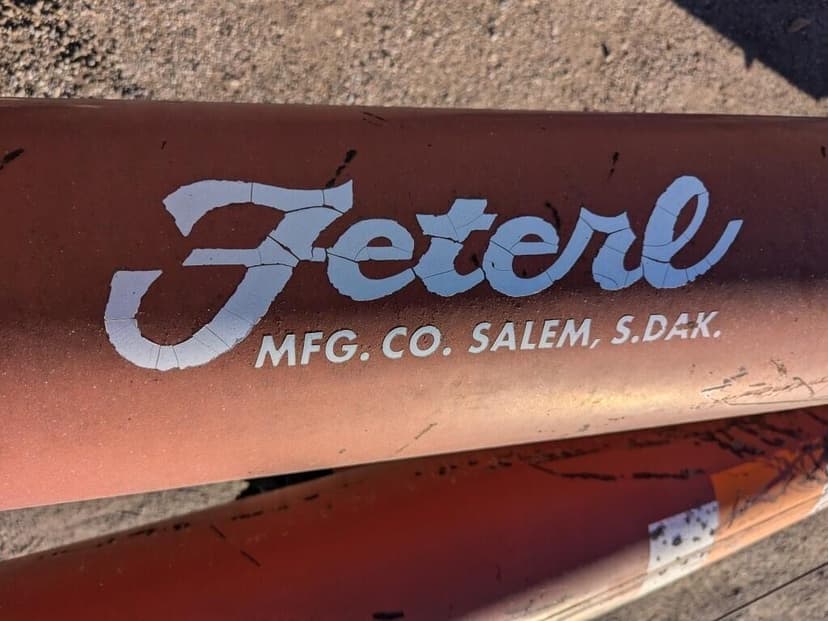 Feterl
MFG. CO. SALEM, S.DAK.